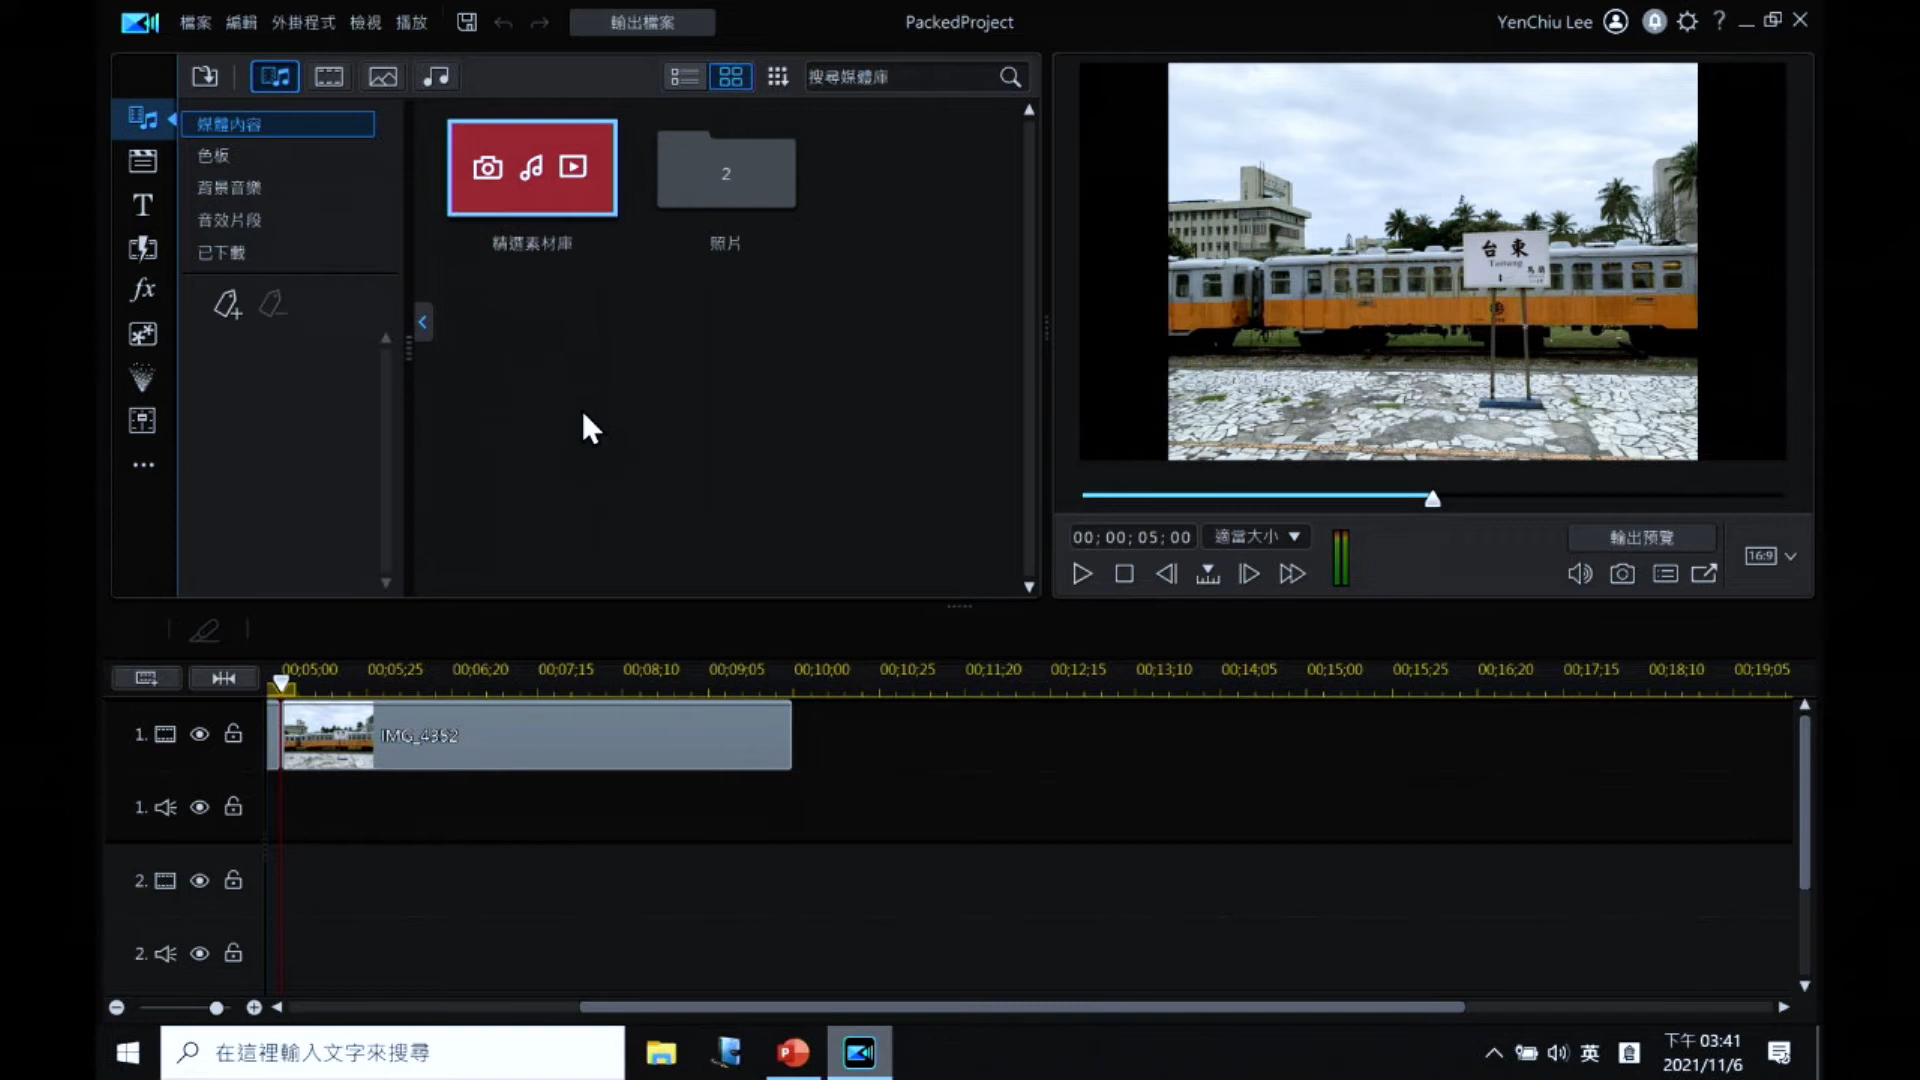 檔案 編輯 外掛程式 檢視 播放 輸出檔案 PackedProject YenChiu Lee ?
搜尋媒體庫
媒體內容
色板
背景音樂
音效片段
已下載
T
fx
2
精選素材庫 照片
台東
Taitung
00;00;05;00 適當大小 輸出預覽
16:9
00;05;00 00;05;25 00;06;20 00;07;15 00;08;10 00;09;05 00;10;00 00;10;25 00;11;20 00;12;15 00;13;10 00;14;05 00;15;00 00;15;25 00;16;20 00;17;15 00;18;10 00;19;05
1. IMG_4352
1.
2.
2.
在這裡輸入文字來搜尋 英 下午 03:41
2021/11/6